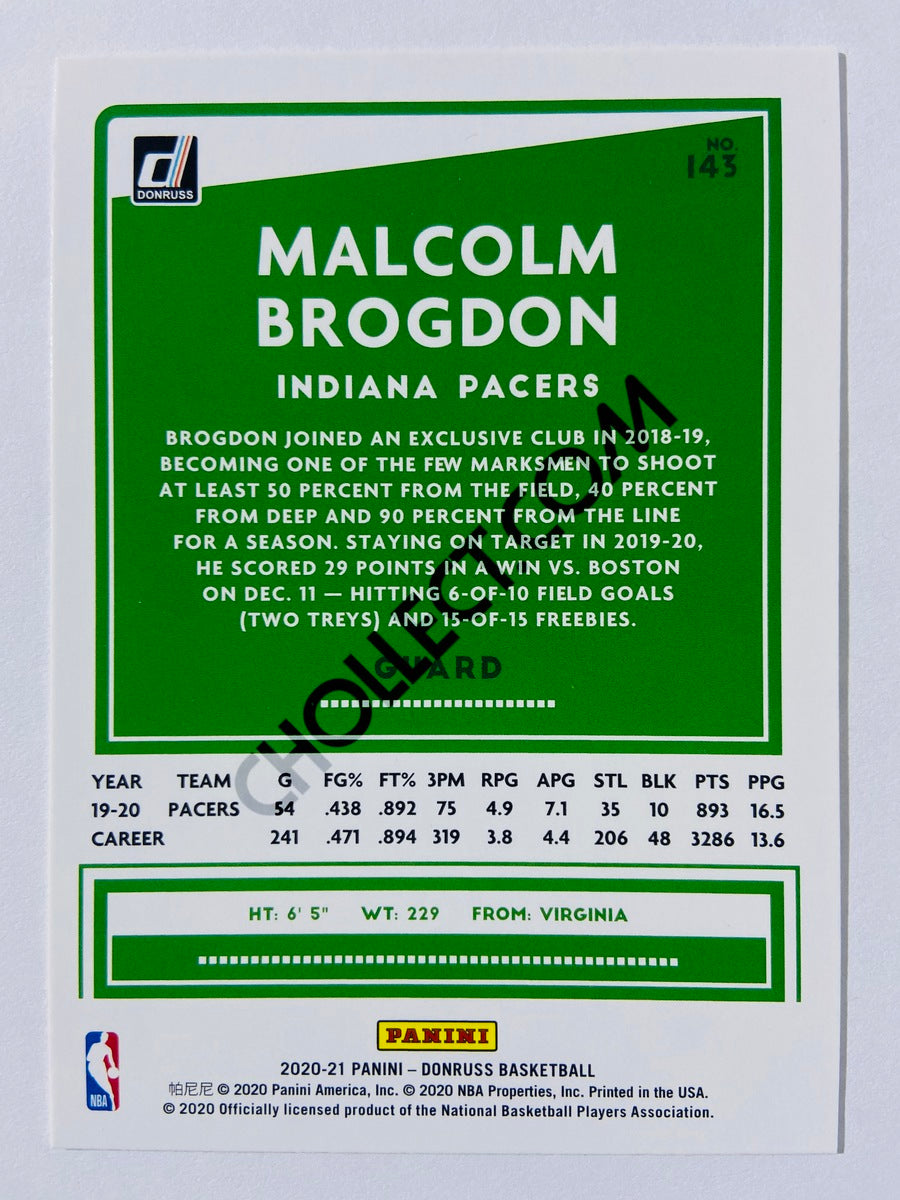 DONRUSS
NO.
143
MALCOLM
BROGDON
INDIANA PACERS
BROGDON JOINED AN EXCLUSIVE CLUB IN 2018-19,
BECOMING ONE OF THE FEW MARKSMEN TO SHOOT
AT LEAST 50 PERCENT FROM THE FIELD, 40 PERCENT
FROM DEEP AND 90 PERCENT FROM THE LINE
FOR A SEASON. STAYING ON TARGET IN 2019-20,
HE SCORED 29 POINTS IN A WIN VS. BOSTON
ON DEC. 11 — HITTING 6-OF-10 FIELD GOALS
(TWO TREYS) AND 15-OF-15 FREEBIES.
GUARD
CHOLLECT.COM
YEAR TEAM G FG% FT% 3PM RPG APG STL BLK PTS PPG
19-20 PACERS 54 .438 .892 75 4.9 7.1 35 10 893 16.5
CAREER 241 .471 .894 319 3.8 4.4 206 48 3286 13.6
HT: 6' 5" WT: 229 FROM: VIRGINIA
PANINI
NBA
2020-21 PANINI – DONRUSS BASKETBALL
帕尼尼 © 2020 Panini America, Inc. © 2020 NBA Properties, Inc. Printed in the USA.
© 2020 Officially licensed product of the National Basketball Players Association.